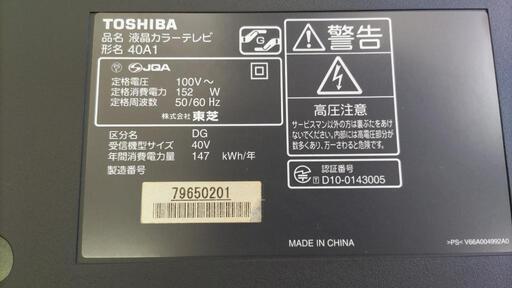 TOSHIBA
品名 液晶カラーテレビ
形名 40A1
JQA
定格電圧 100V～
定格消費電力 152 W
定格周波数 50/60 Hz
株式会社 東芝
区分名 DG
受信機型サイズ 40V
年間消費電力量 147 kWh/年
製造番号
79650201
G
警告
高圧注意
サービスマン以外の方は裏ぶたをあけ
ないでください。内部には高電圧部分が
数多くあり、万一さわると危険です。
認証番号
D10-0143005
MADE IN CHINA
>PS< V66A004992A0